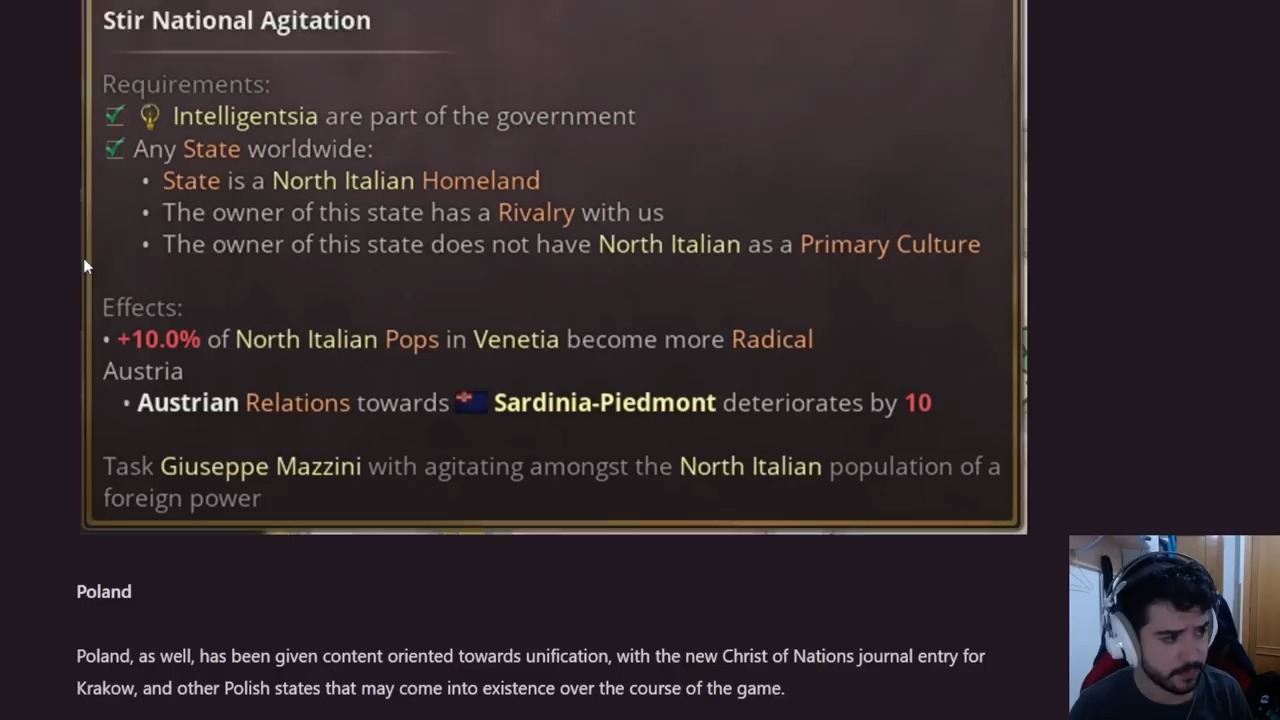 Stir National Agitation
Requirements:
Intelligentsia are part of the government
Any State worldwide:
• State is a North Italian Homeland
• The owner of this state has a Rivalry with us
• The owner of this state does not have North Italian as a Primary Culture
Effects:
• +10.0% of North Italian Pops in Venetia become more Radical
Austria
• Austrian Relations towards Sardinia-Piedmont deteriorates by 10
Task Giuseppe Mazzini with agitating amongst the North Italian population of a
foreign power
Poland
Poland, as well, has been given content oriented towards unification, with the new Christ of Nations journal entry for
Krakow, and other Polish states that may come into existence over the course of the game.